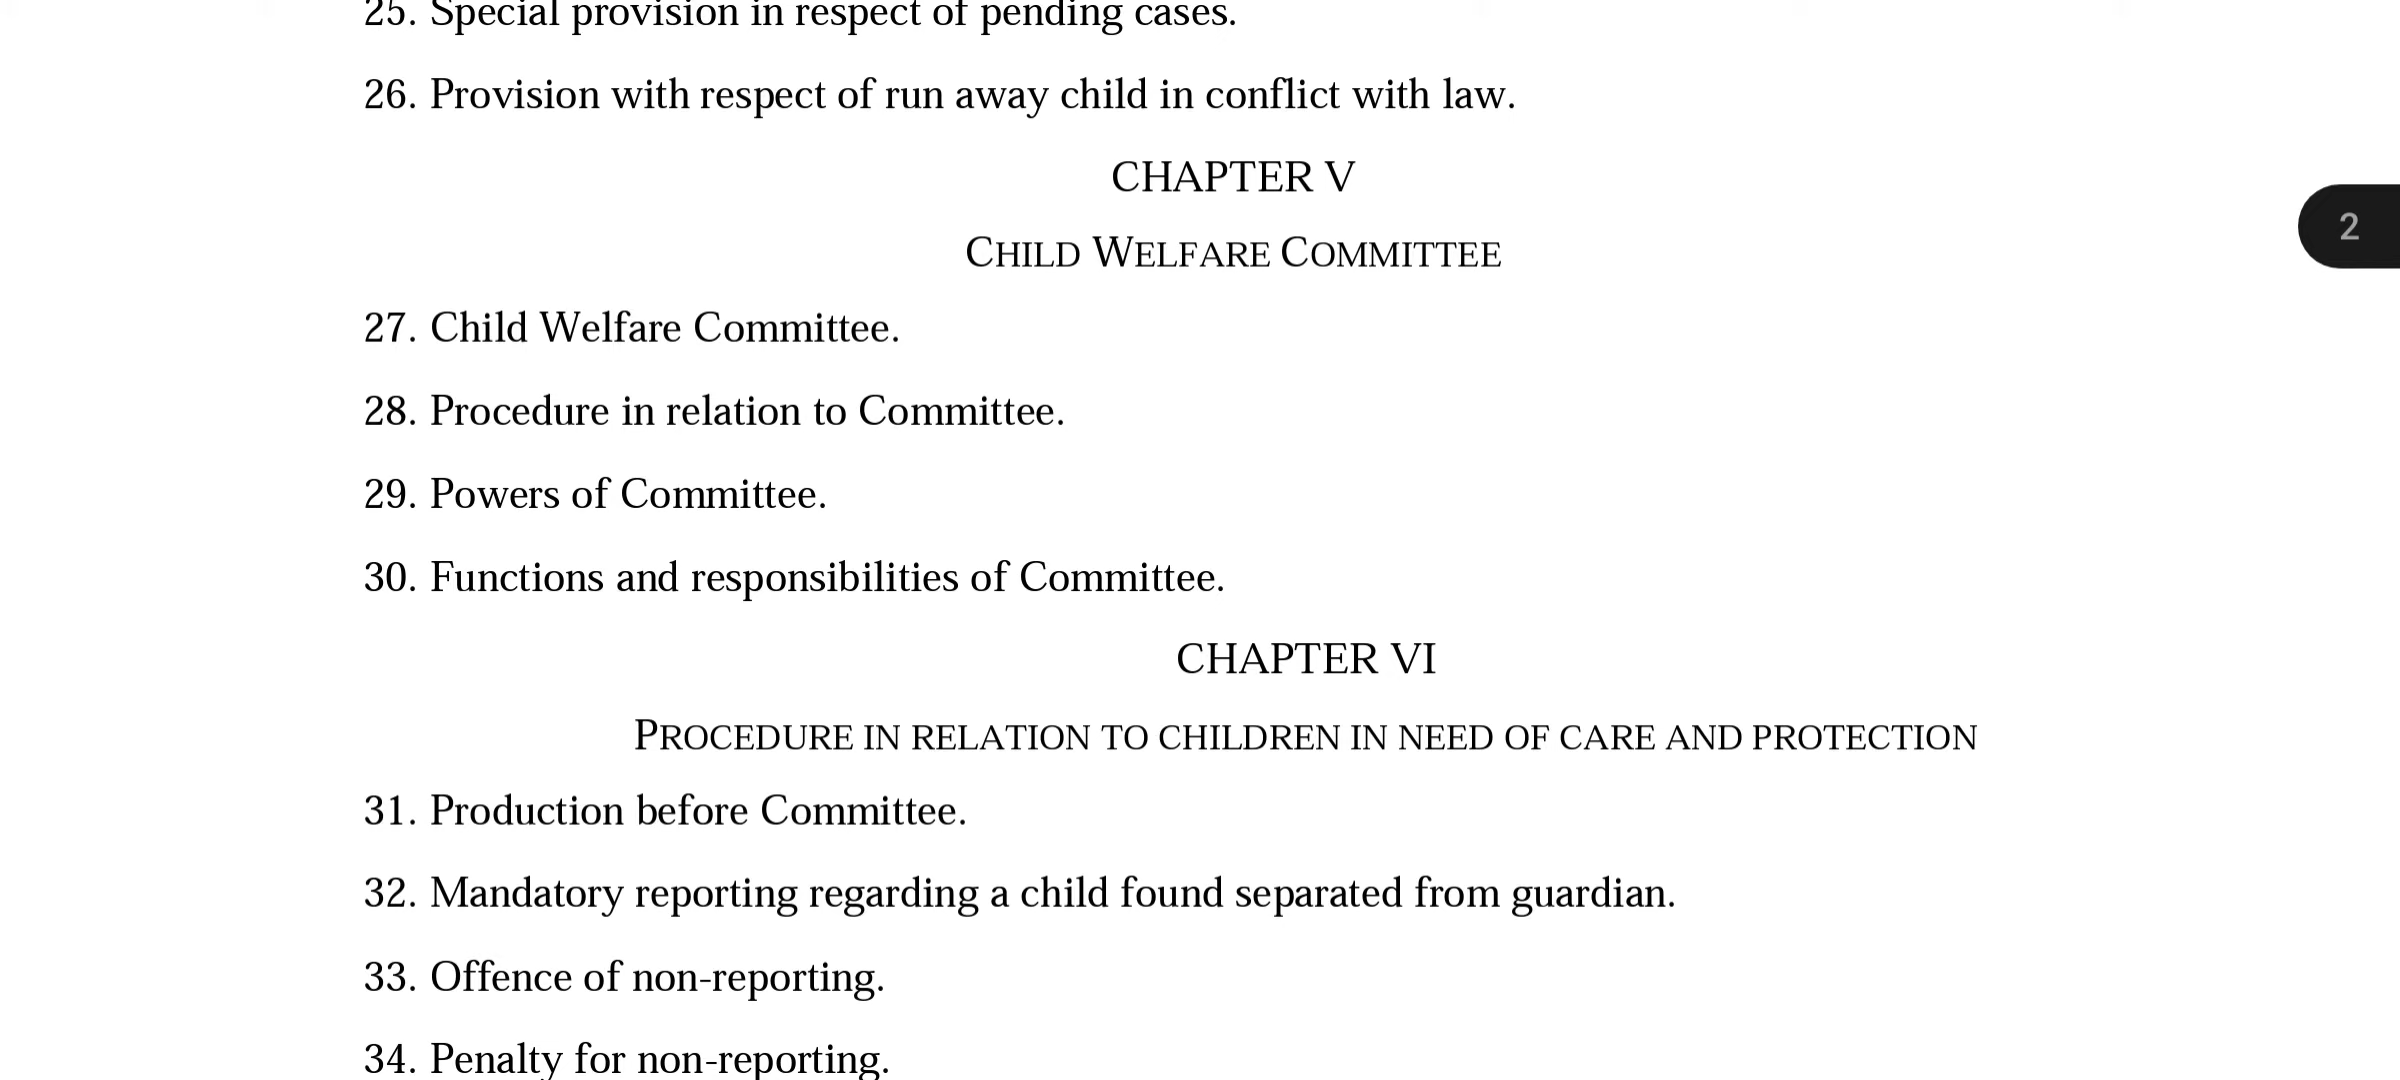 25. Special provision in respect of pending cases.
26. Provision with respect of run away child in conflict with law.
CHAPTER V
CHILD WELFARE COMMITTEE
2
27. Child Welfare Committee.
28. Procedure in relation to Committee.
29. Powers of Committee.
30. Functions and responsibilities of Committee.
CHAPTER VI
PROCEDURE IN RELATION TO CHILDREN IN NEED OF CARE AND PROTECTION
31. Production before Committee.
32. Mandatory reporting regarding a child found separated from guardian.
33. Offence of non-reporting.
34. Penalty for non-reporting.